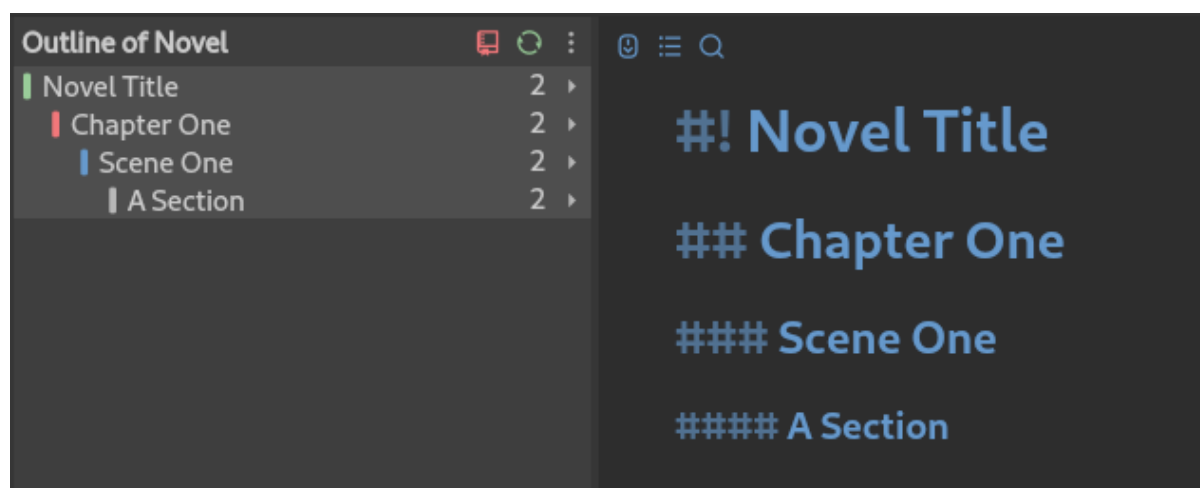 Outline of Novel
Novel Title 2
Chapter One 2
Scene One 2
A Section 2
#! Novel Title
## Chapter One
### Scene One
#### A Section